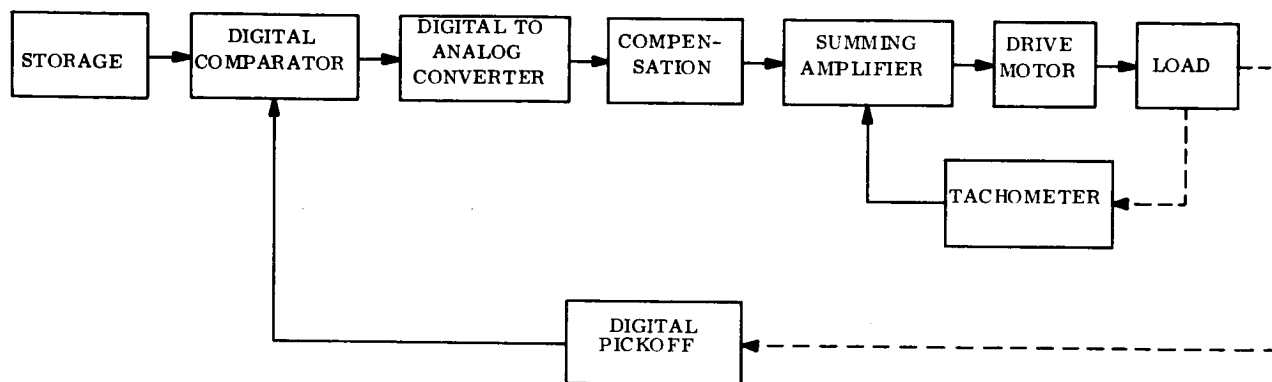 STORAGE
DIGITAL
COMPARATOR
DIGITAL TO
ANALOG
CONVERTER
COMPEN-
SATION
SUMMING
AMPLIFIER
DRIVE
MOTOR
LOAD
TACHOMETER
DIGITAL
PICKOFF